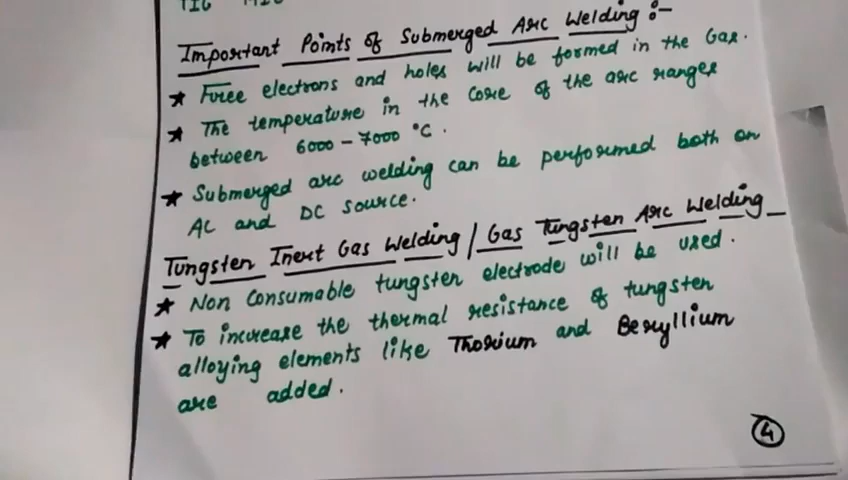 TIG MIG
Important Points of Submerged Arc Welding :-
★ Free electrons and holes will be formed in the Gas.
★ The temperature in the core of the arc ranges
between 6000 - 7000 °C.
★ Submerged arc welding can be performed both on
AC and DC source.
Tungsten Inert Gas Welding / Gas Tungsten Arc Welding
★ Non Consumable tungsten electrode will be used.
★ To increase the thermal resistance of tungsten
alloying elements like Thorium and Beryllium
are added.
4